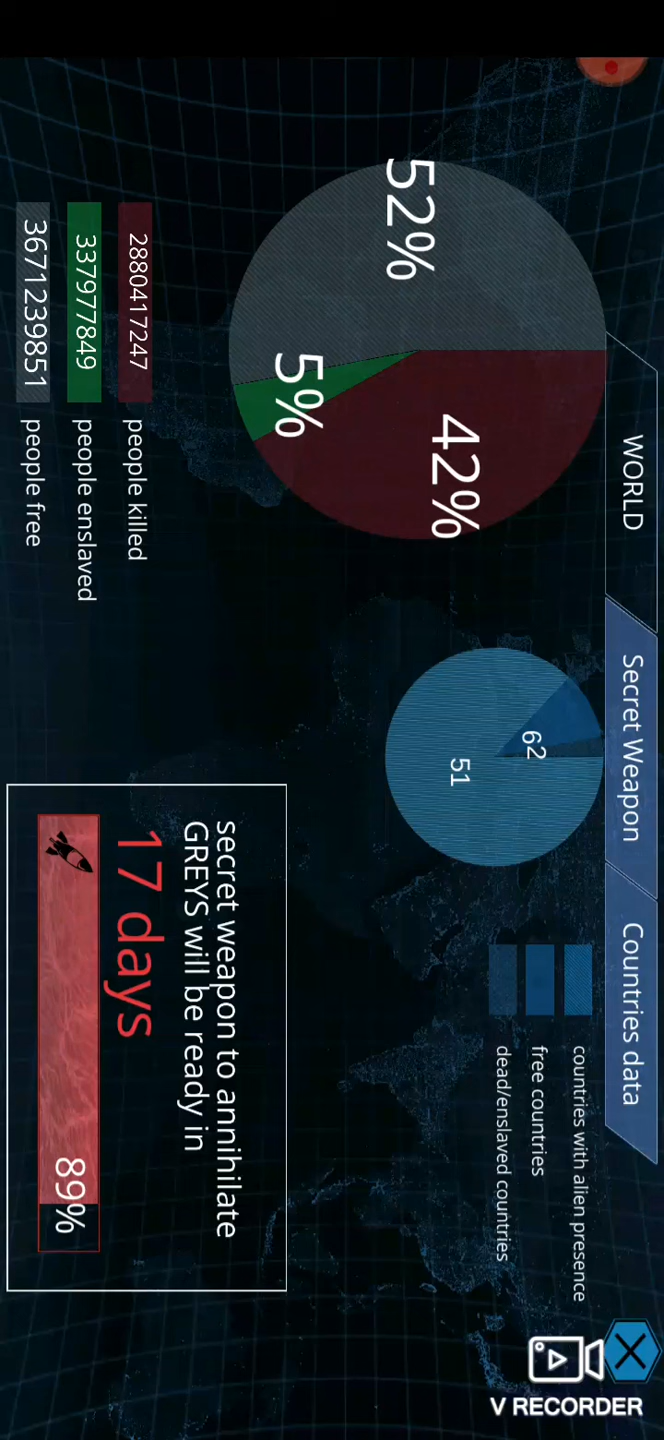 WORLD
Secret Weapon
Countries data
52%
42%
5%
62
51
countries with alien presence
free countries
dead/enslaved countries
2880417247 people killed
337977849 people enslaved
3671239851 people free
secret weapon to annihilate
GREYS will be ready in
17 days
89%
V RECORDER